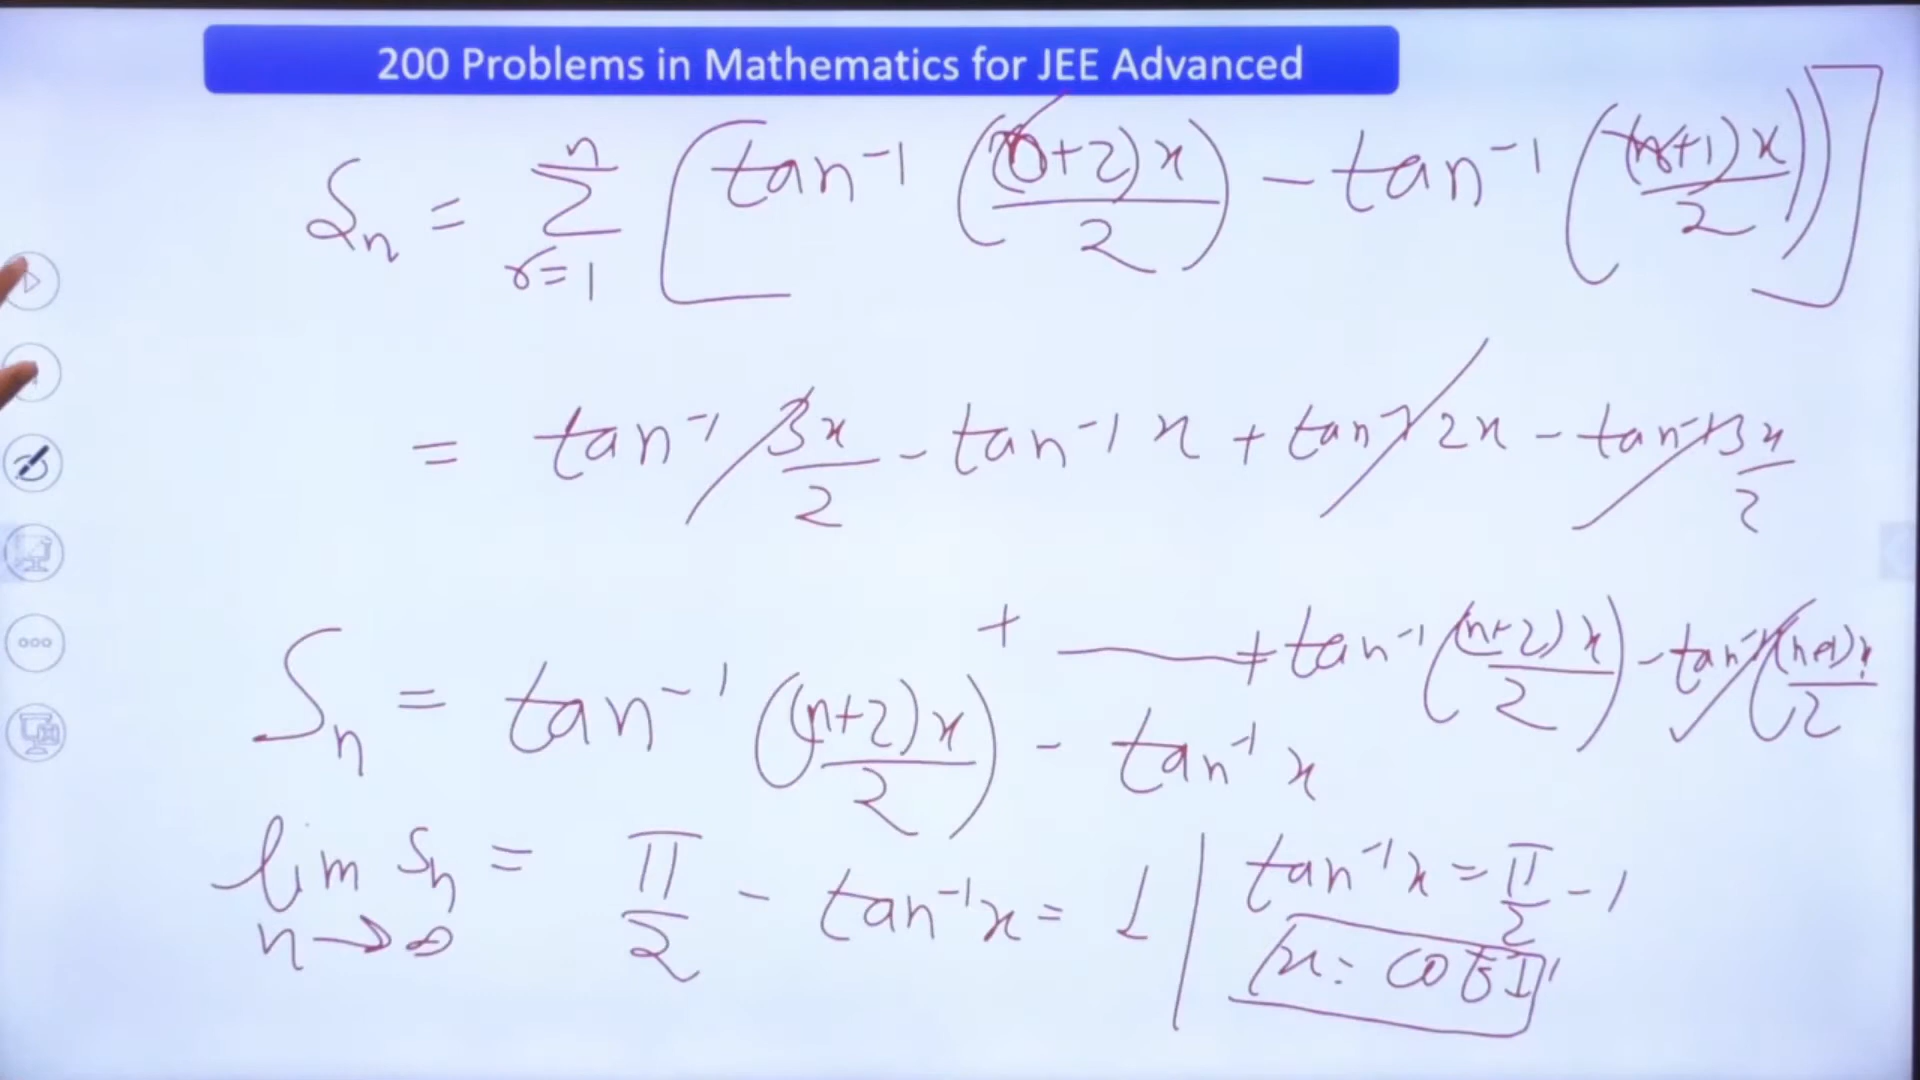 200 Problems in Mathematics for JEE Advanced
Sn = n Σ r=1 [ tan⁻¹ ((r+2)x / 2) − tan⁻¹ ((r+1)x / 2) ]
= tan⁻¹ 3x/2 − tan⁻¹ x + tan⁻¹ 2x − tan⁻¹ 3x/2
+ —— + tan⁻¹ ((n+2)x / 2) − tan⁻¹ ((n+1)x / 2)
Sn = tan⁻¹ ((n+2)x / 2) − tan⁻¹ x
lim n→∞ Sn = π/2 − tan⁻¹x = 1 | tan⁻¹x = π/2 − 1
x = cot 1